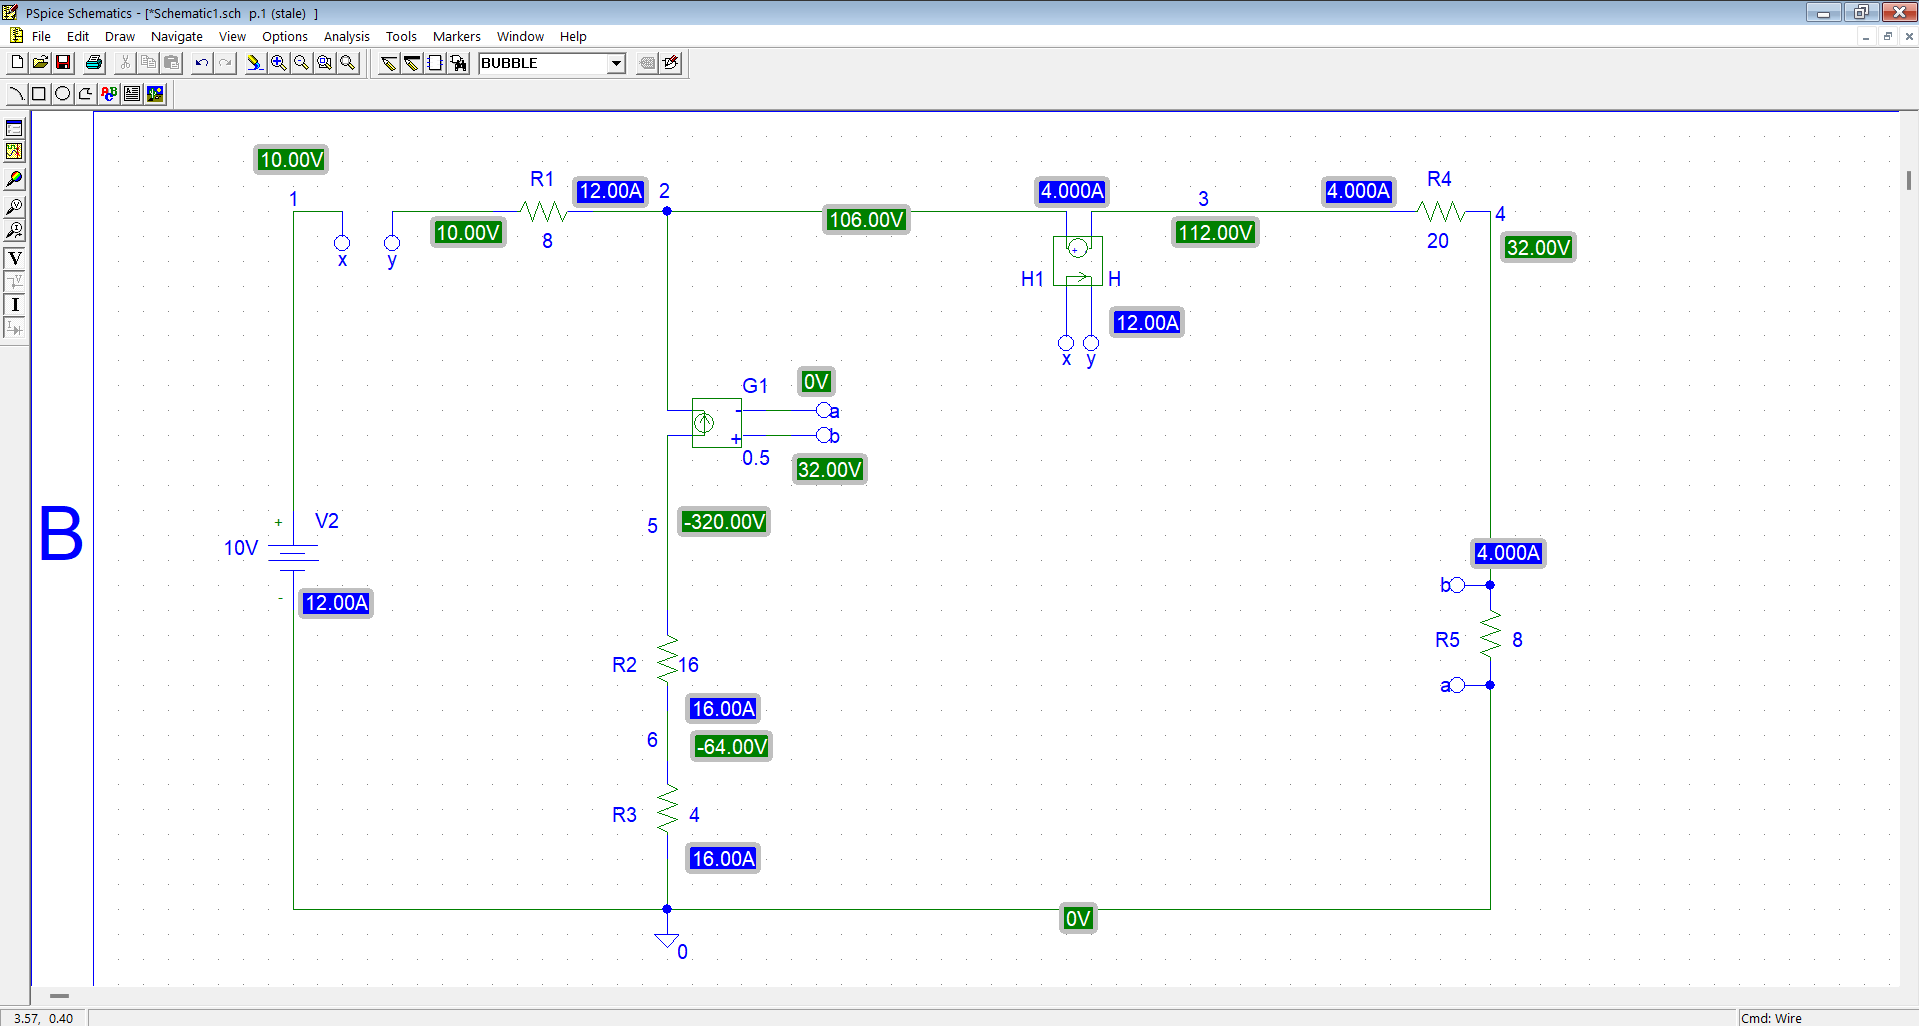 PSpice Schematics - [*Schematic1.sch p.1 (stale) ]
File Edit Draw Navigate View Options Analysis Tools Markers Window Help
BUBBLE
V
I
B
10.00V
1
x
y
10.00V
R1
8
12.00A
2
106.00V
4.000A
H1
H
12.00A
x
y
3
112.00V
4.000A
R4
20
4
32.00V
G1
0V
a
b
- 
+
0.5
32.00V
5
-320.00V
+
V2
10V
-
12.00A
R2
16
16.00A
6
-64.00V
R3
4
16.00A
4.000A
b
R5
8
a
0V
0
3.57, 0.40
Cmd: Wire